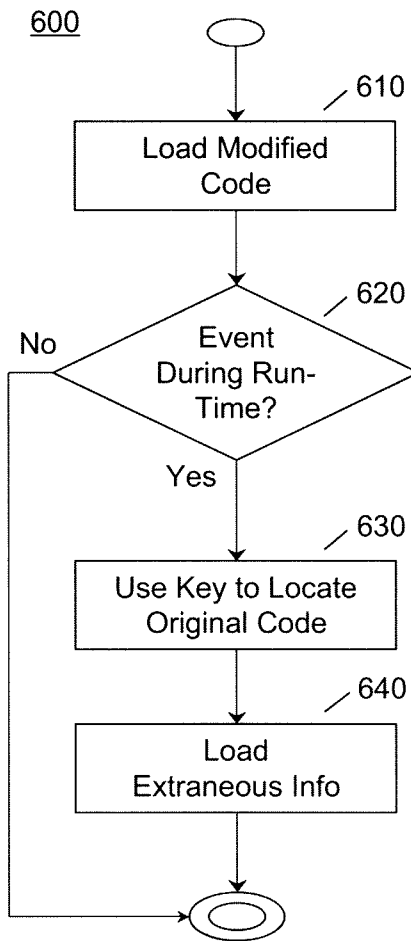 600
610
Load Modified
Code
620
Event
During Run-
Time?
No
Yes
630
Use Key to Locate
Original Code
640
Load
Extraneous Info